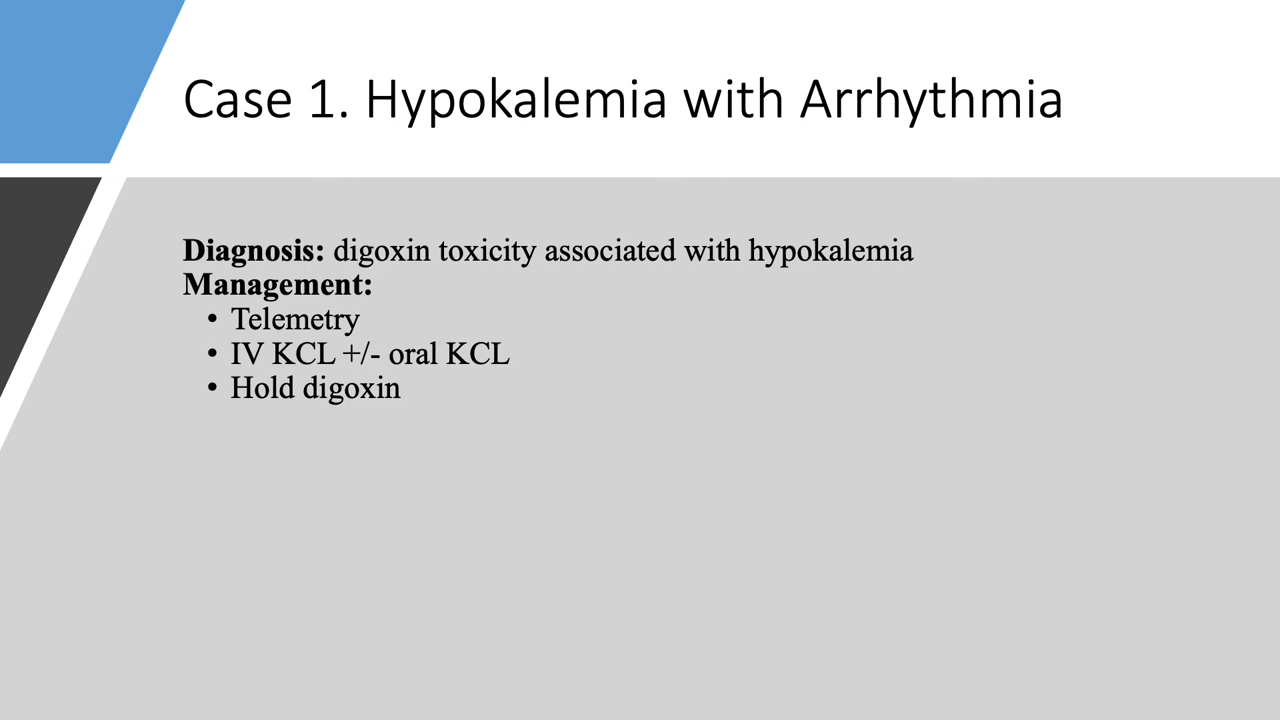 Case 1. Hypokalemia with Arrhythmia
Diagnosis: digoxin toxicity associated with hypokalemia
Management:
• Telemetry
• IV KCL +/- oral KCL
• Hold digoxin